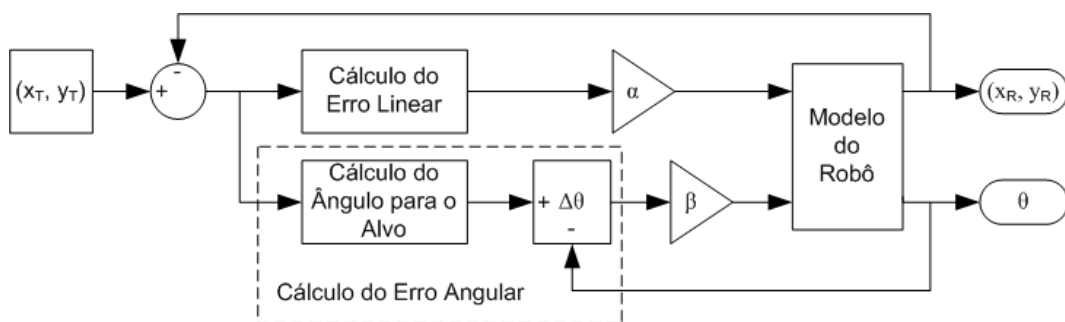 (xT, yT)
+
-
Cálculo do
Erro Linear
α
Modelo
do
Robô
(xR, yR)
Cálculo do
Ângulo para o
Alvo
+ Δθ
-
β
θ
Cálculo do Erro Angular